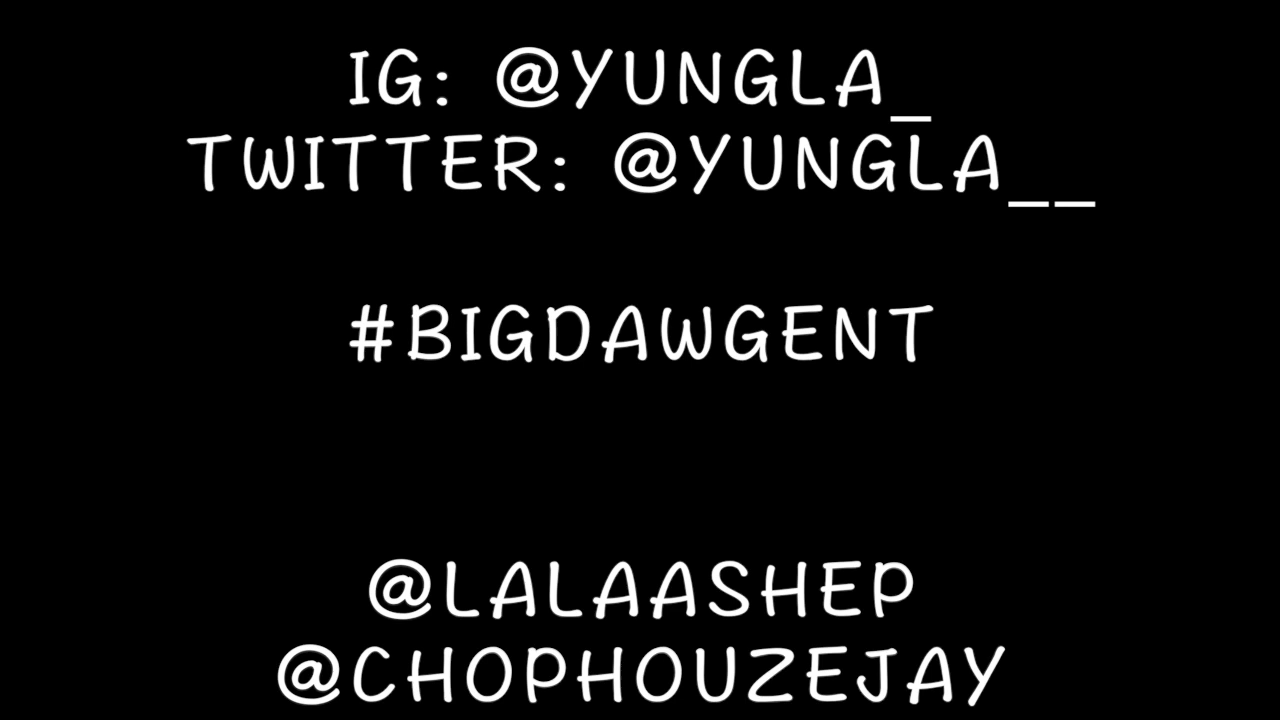 IG: @YUNGLA_
TWITTER: @YUNGLA__
#BIGDAWGENT
@LALAASHEP
@CHOPHOUZEJAY